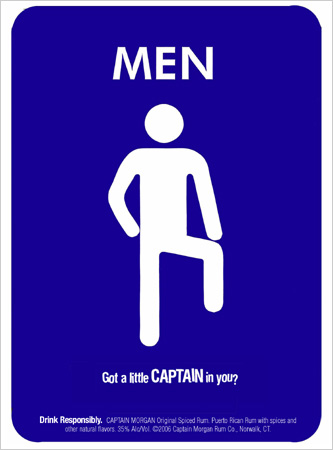 MEN
Got a little CAPTAIN in you?
Drink Responsibly. CAPTAIN MORGAN Original Spiced Rum. Puerto Rican Rum with spices and
other natural flavors. 35% Alc/Vol. ©2006 Captain Morgan Rum Co., Norwalk, CT.